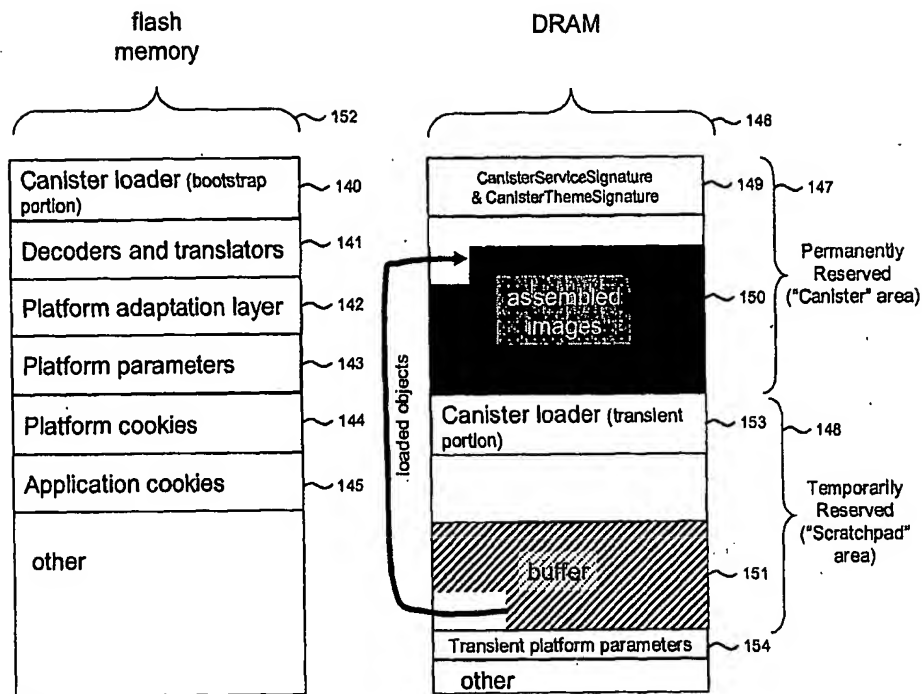 flash
memory
152
Canister loader (bootstrap
portion)
140
Decoders and translators
141
Platform adaptation layer
142
Platform parameters
143
Platform cookies
144
Application cookies
145
other
DRAM
146
CanisterServiceSignature
& CanisterThemeSignature
149
147
Permanently
Reserved
("Canister" area)
assembled
images
150
loaded objects
Canister loader (transient
portion)
153
148
Temporarily
Reserved
("Scratchpad"
area)
buffer
151
Transient platform parameters
154
other